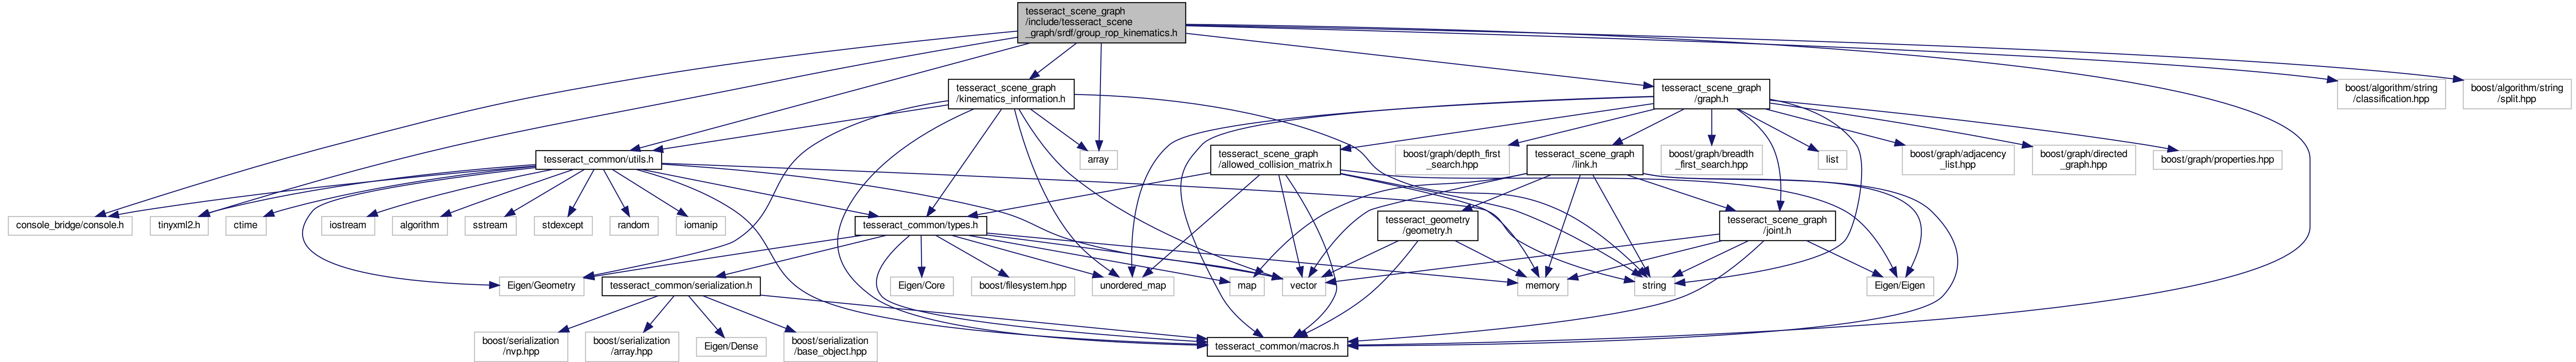 tesseract_scene_graph
/include/tesseract_scene
_graph/srdf/group_rop_kinematics.h
tesseract_scene_graph
/kinematics_information.h
tesseract_scene_graph
/graph.h
boost/algorithm/string
/classification.hpp
boost/algorithm/string
/split.hpp
tesseract_common/utils.h
array
tesseract_scene_graph
/allowed_collision_matrix.h
boost/graph/depth_first
_search.hpp
tesseract_scene_graph
/link.h
boost/graph/breadth
_first_search.hpp
list
boost/graph/adjacency
_list.hpp
boost/graph/directed
_graph.hpp
boost/graph/properties.hpp
console_bridge/console.h
tinyxml2.h
ctime
iostream
algorithm
sstream
stdexcept
random
iomanip
tesseract_common/types.h
tesseract_geometry
/geometry.h
tesseract_scene_graph
/joint.h
Eigen/Geometry
tesseract_common/serialization.h
Eigen/Core
boost/filesystem.hpp
unordered_map
map
vector
memory
string
Eigen/Eigen
boost/serialization
/nvp.hpp
boost/serialization
/array.hpp
Eigen/Dense
boost/serialization
/base_object.hpp
tesseract_common/macros.h